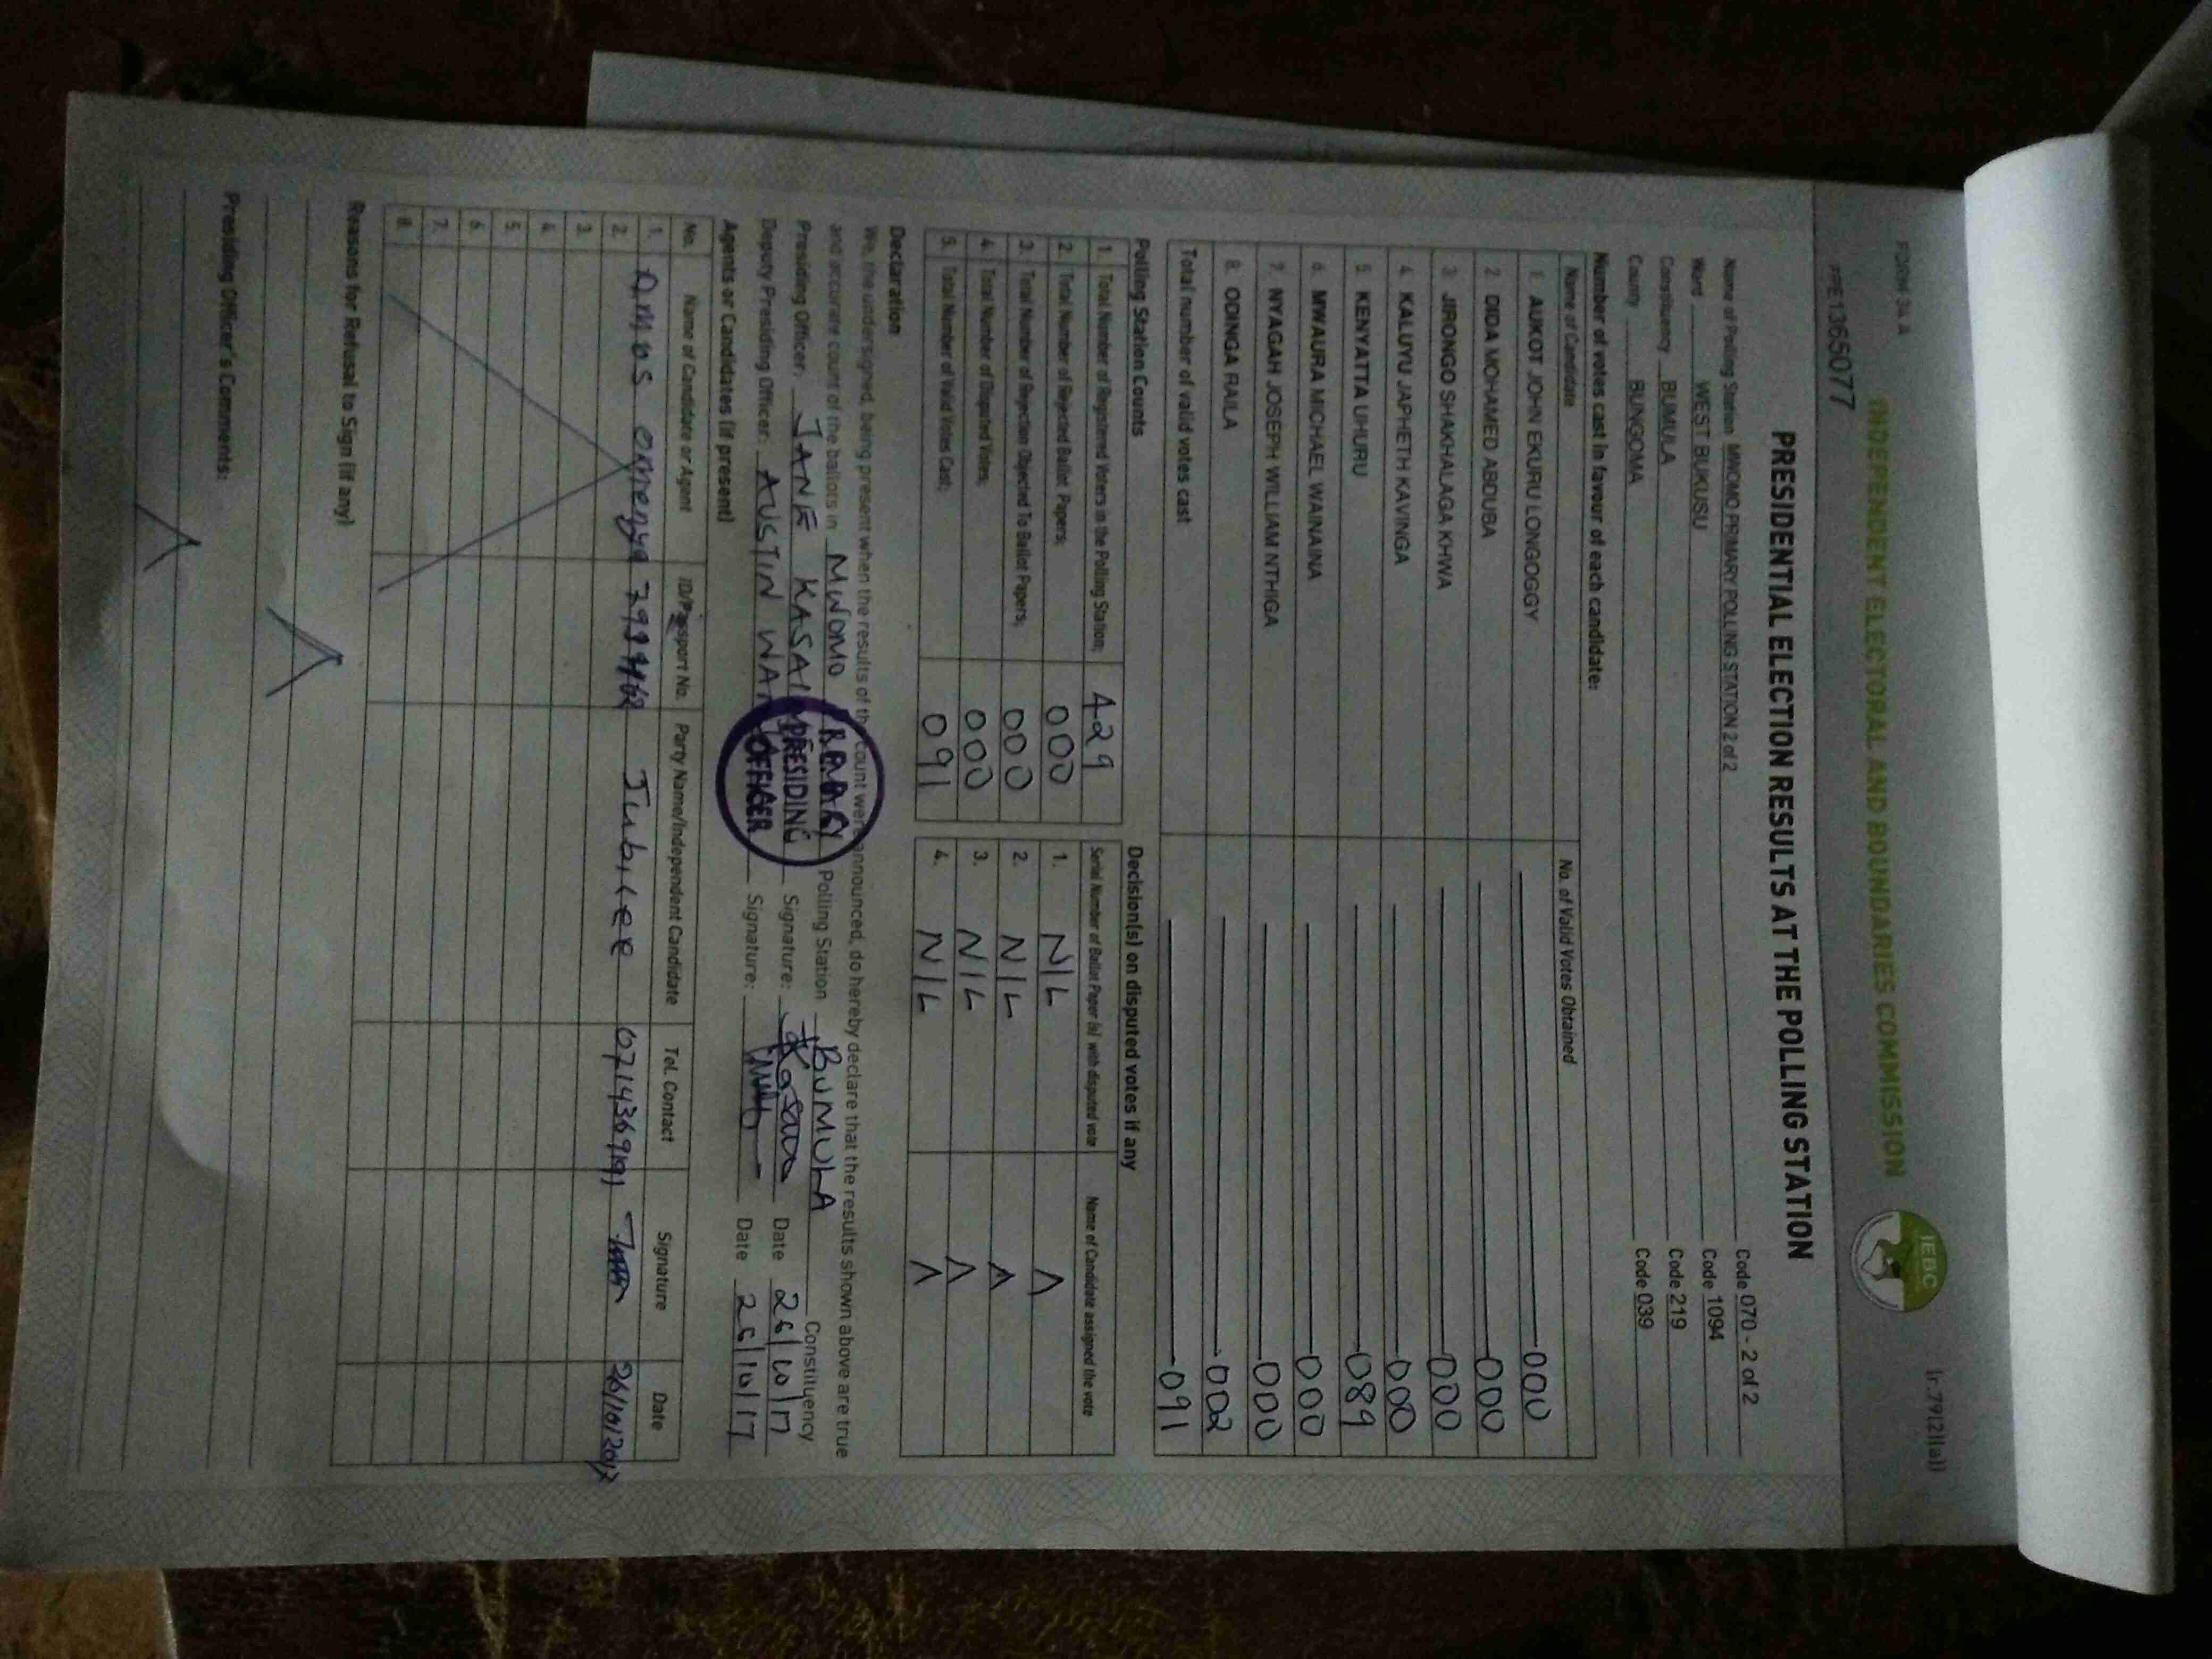 FORM 34 A
(r.79(2)(a))
INDEPENDENT ELECTORAL AND BOUNDARIES COMMISSION
IEBC
PPE1365077
PRESIDENTIAL ELECTION RESULTS AT THE POLLING STATION
Name of Polling Station MWOMO PRIMARY POLLING STATION 2 of 2 Code 070 - 2 of 2
Ward WEST BUKUSU Code 1094
Constituency BUMULA Code 219
County BUNGOMA Code 039
Number of votes cast in favour of each candidate:
Name of Candidate No. of Valid Votes Obtained
1. AUKOT JOHN EKURU LONGOGGY 000
2. DIDA MOHAMED ABDUBA 000
3. JIRONGO SHAKHALAGA KHWA 000
4. KALUYU JAPHETH KAVINGA 000
5. KENYATTA UHURU 089
6. MWAURA MICHAEL WAINAINA 000
7. NYAGAH JOSEPH WILLIAM NTHIGA 000
8. ODINGA RAILA 002
Total number of valid votes cast 091
Polling Station Counts
1. Total Number of Registered Voters in the Polling Station; 429
2. Total Number of Rejected Ballot Papers; 000
3. Total Number of Rejection Objected To Ballot Papers; 000
4. Total Number of Disputed Votes; 000
5. Total Number of Valid Votes Cast; 091
Decision(s) on disputed votes if any
Serial Number of Ballot Paper (s) with disputed vote Name of Candidate assigned the vote
1. NIL
2. NIL
3. NIL
4. NIL
Declaration
We, the undersigned, being present when the results of the count were announced, do hereby declare that the results shown above are true
and accurate count of the ballots in MWOMO PRIMARY Polling Station BUMULA Constituency
Presiding Officer: JANE KASAI Signature: Date 26/10/17
Deputy Presiding Officer: AUSTIN Signature: Date 26/10/17
PRESIDING
OFFICER
Agents or Candidates (if present)
No. Name of Candidate or Agent ID/Passport No. Party Name/Independent Candidate Tel. Contact Signature Date
1. Amos omenya Jubilee 26/10/2017
2.
3.
4.
5.
6.
7.
8.
Reasons for Refusal to Sign (if any)
Presiding Officer's Comments: